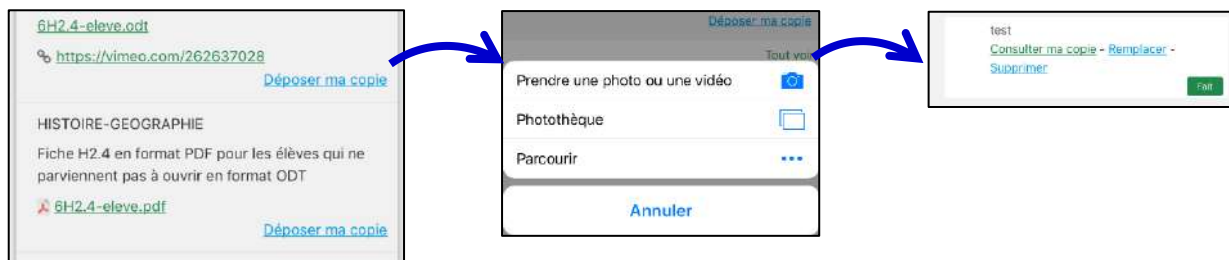 6H2.4-eleve.odt
https://vimeo.com/262637028
Déposer ma copie
HISTOIRE-GEOGRAPHIE
Fiche H2.4 en format PDF pour les élèves qui ne
parviennent pas à ouvrir en format ODT
6H2.4-eleve.pdf
Déposer ma copie
Déposer ma copie
Tout voir
Prendre une photo ou une vidéo
Photothèque
Parcourir
Annuler
test
Consulter ma copie - Remplacer -
Supprimer
Fait